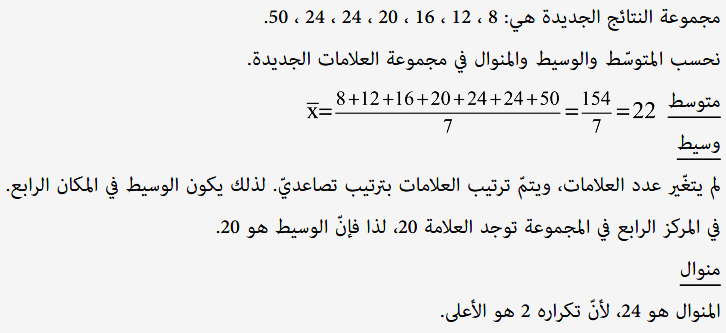 مجموعة النتائج الجديدة هي: 8 ، 12 ، 16 ، 20 ، 24 ، 24 ، 50.
نحسب المتوسّط والوسيط والمنوال في مجموعة العلامات الجديدة.
متوسط x̅=(8+12+16+20+24+24+50)/7=154/7=22
وسيط
لم يتغّير عدد العلامات، ويتمّ ترتيب العلامات بترتيب تصاعديّ. لذلك يكون الوسيط في المكان الرابع.
في المركز الرابع في المجموعة توجد العلامة 20، لذا فإنّ الوسيط هو 20.
منوال
المنوال هو 24، لأنّ تكراره 2 هو الأعلى.